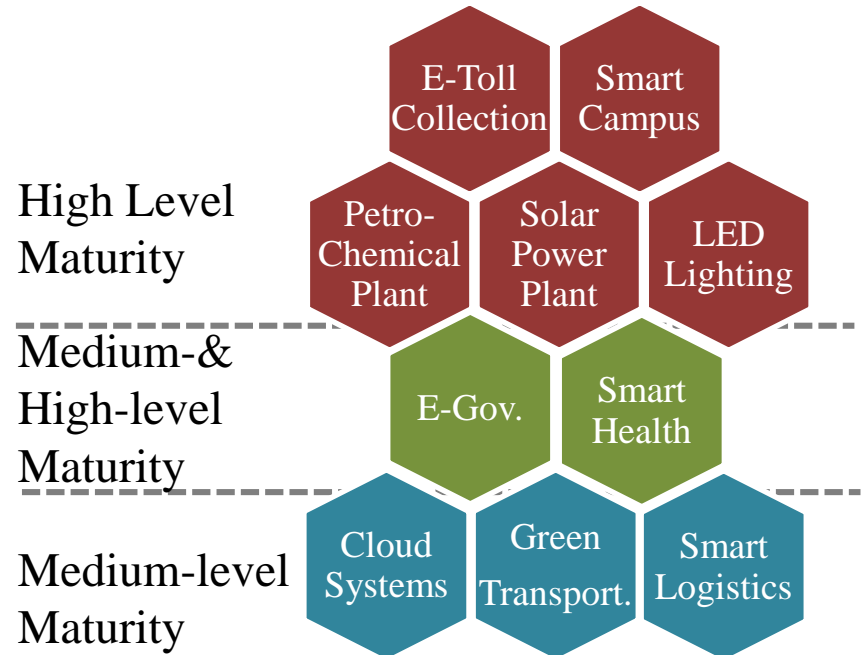 E-Toll
Collection
Smart
Campus
High Level
Maturity
Petro-
Chemical
Plant
Solar
Power
Plant
LED
Lighting
Medium-&
High-level
Maturity
E-Gov.
Smart
Health
Medium-level
Maturity
Cloud
Systems
Green
Transport.
Smart
Logistics